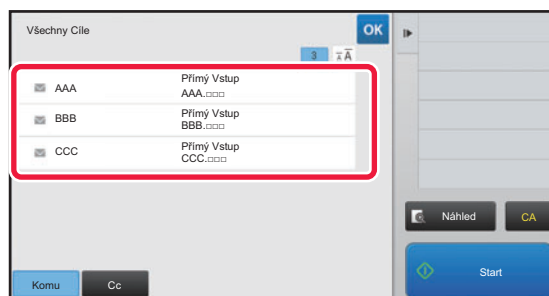 Všechny Cíle
OK
3
AAA Přímý Vstup
AAA.□□□
BBB Přímý Vstup
BBB.□□□
CCC Přímý Vstup
CCC.□□□
Náhled
CA
Komu
Cc
Start